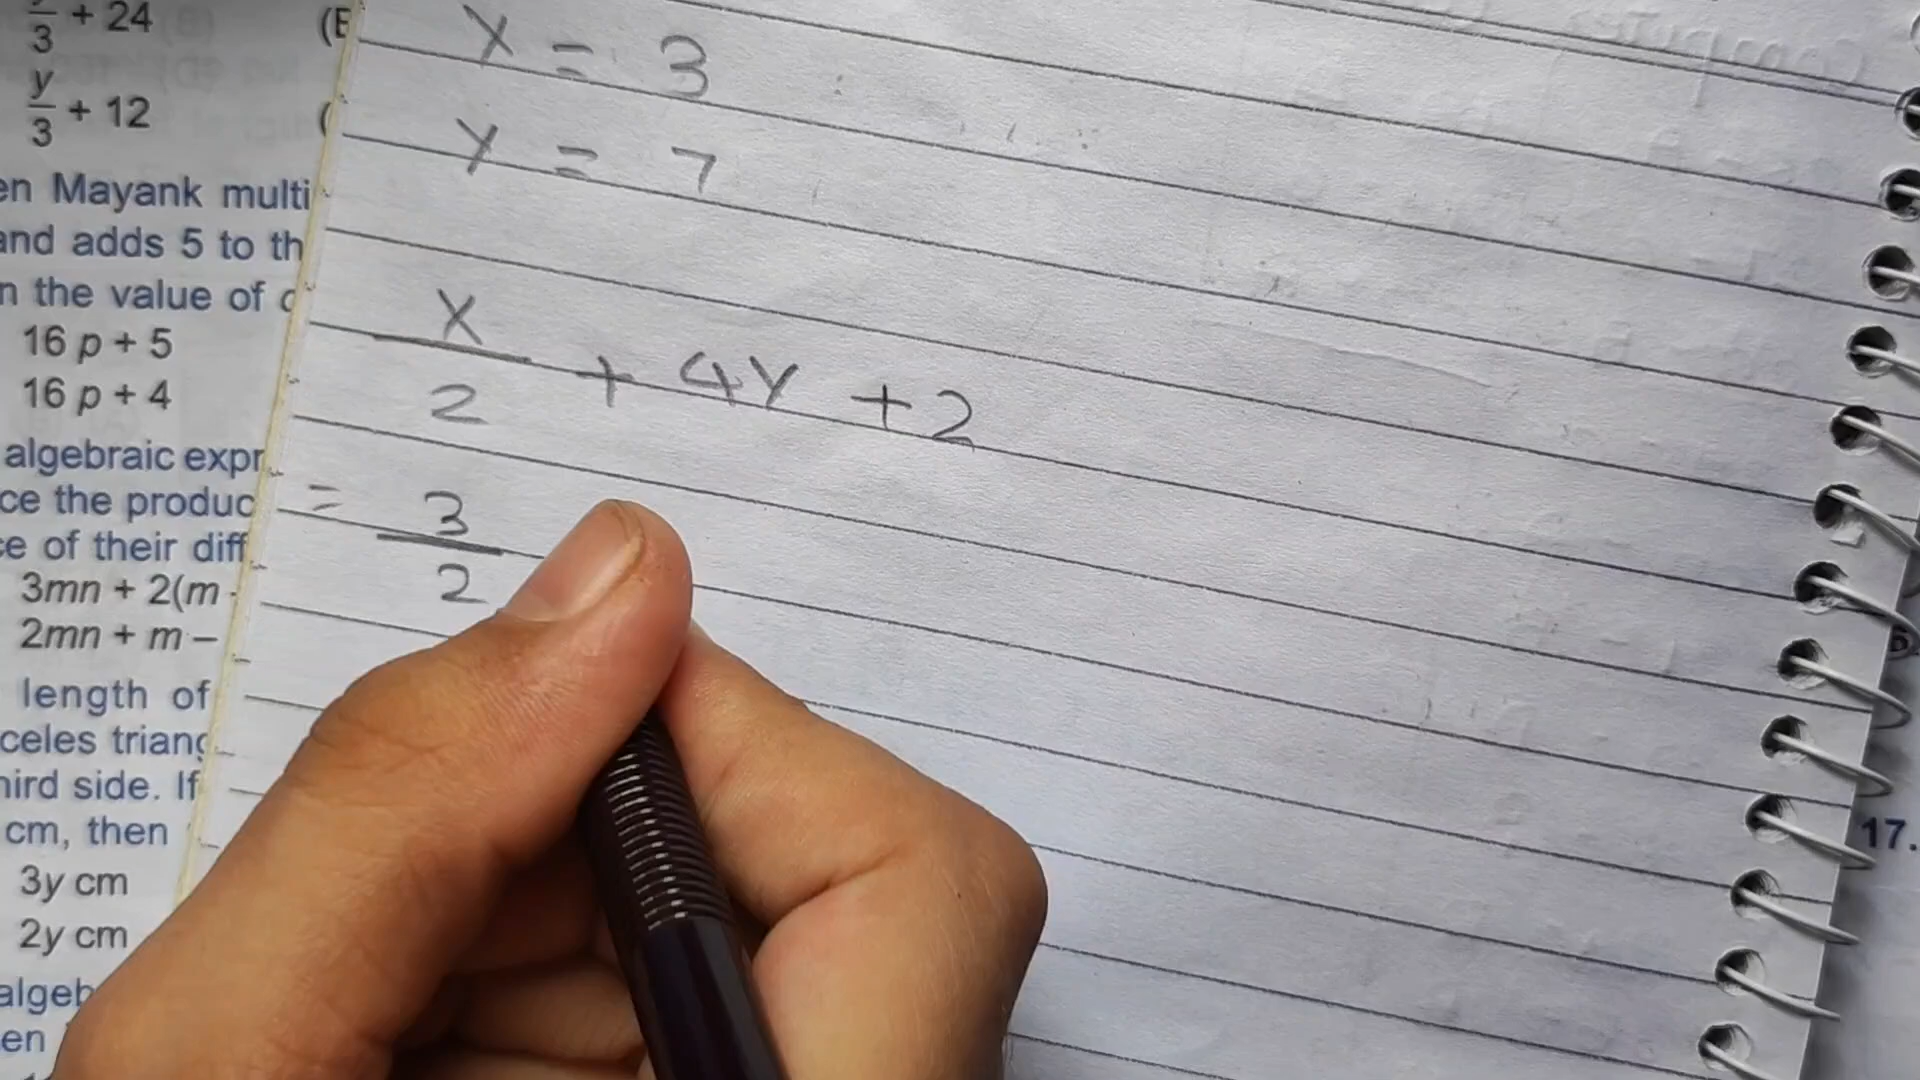 y/3 + 24
(E
y/3 + 12
(
en Mayank multi
and adds 5 to th
n the value of
16 p + 5
16 p + 4
algebraic expr
ce the produc
ce of their diff
3mn + 2(m
2mn + m –
length of
celes triang
hird side. If
cm, then
3y cm
2y cm
algeb
en
X = 3
Y = 7
X/2 + 4Y + 2
= 3/2
17.